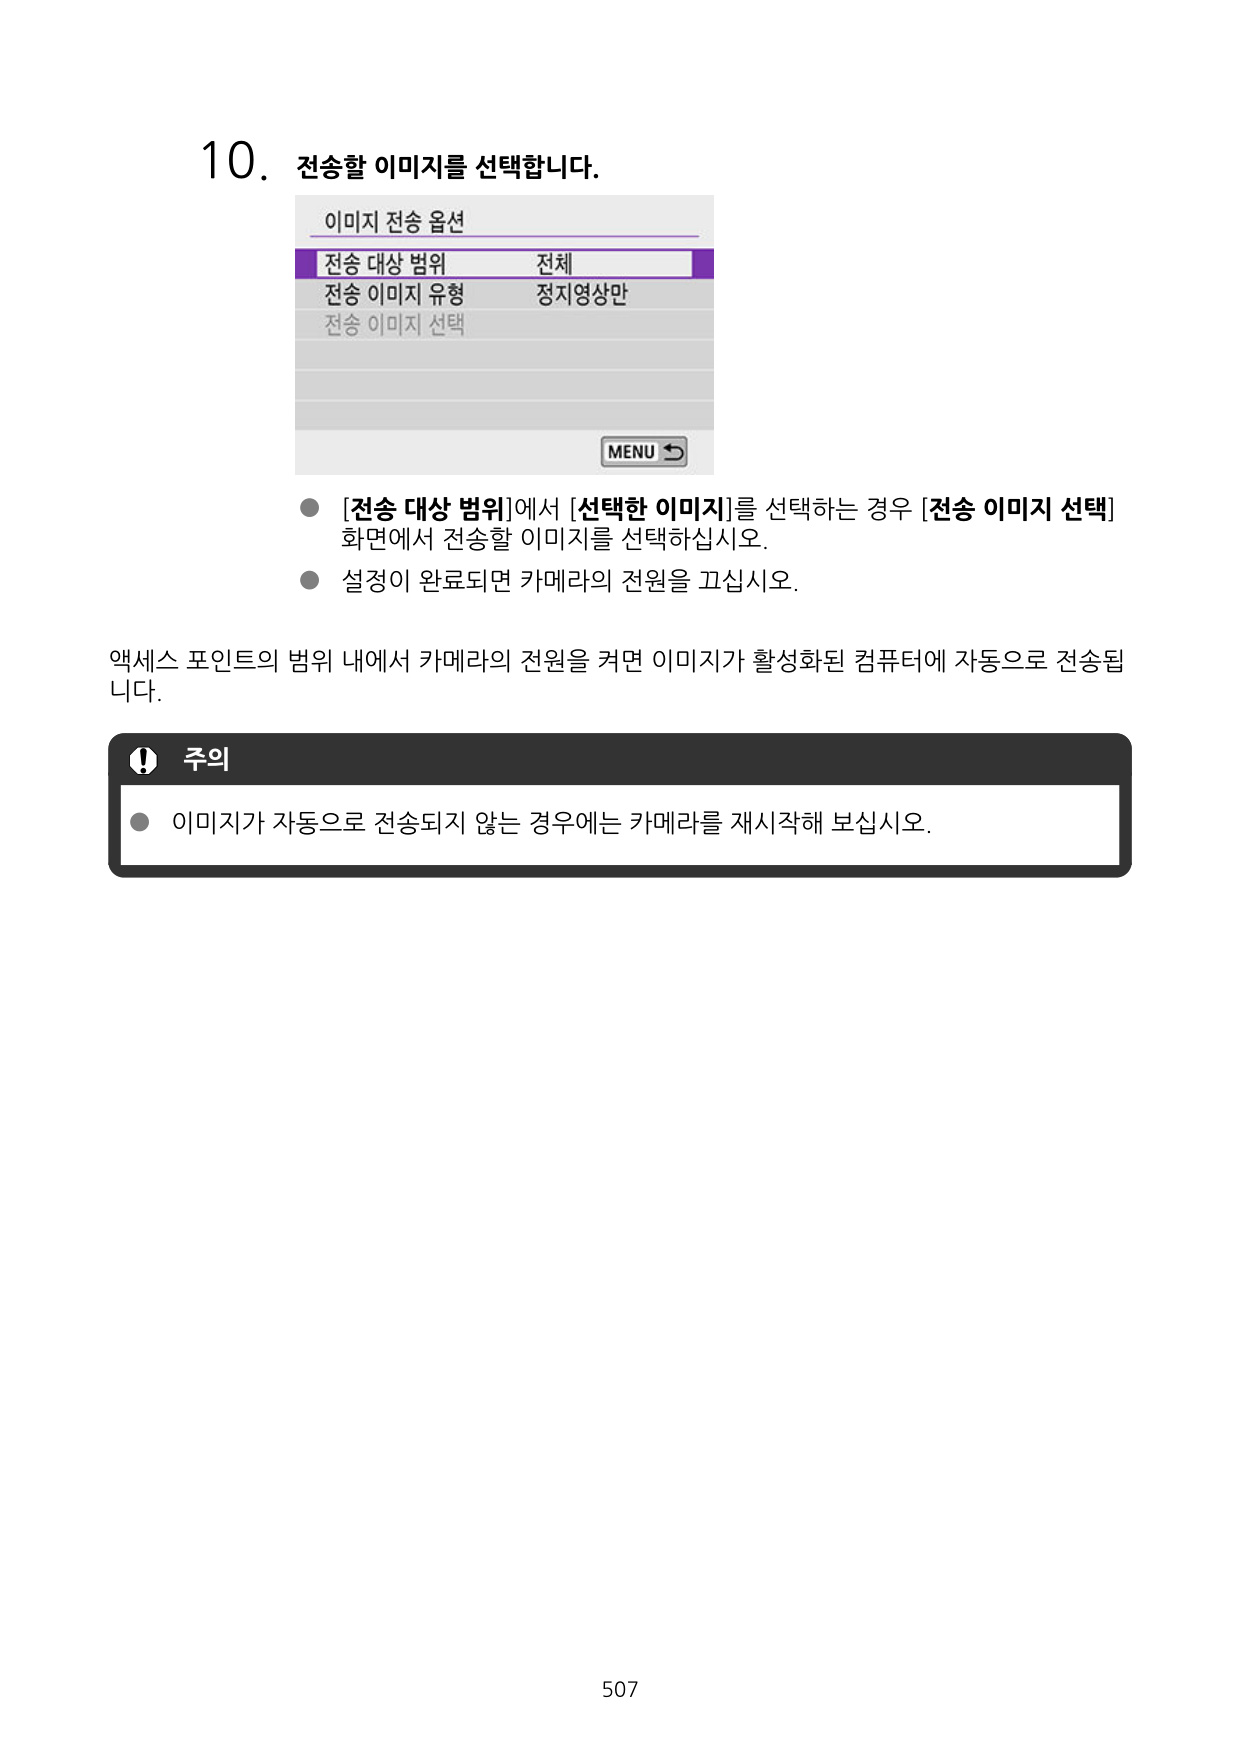 10. 전송할 이미지를 선택합니다.
이미지 전송 옵션
전송 대상 범위 전체
전송 이미지 유형 정지영상만
전송 이미지 선택
MENU
● [전송 대상 범위]에서 [선택한 이미지]를 선택하는 경우 [전송 이미지 선택]
화면에서 전송할 이미지를 선택하십시오.
● 설정이 완료되면 카메라의 전원을 끄십시오.
액세스 포인트의 범위 내에서 카메라의 전원을 켜면 이미지가 활성화된 컴퓨터에 자동으로 전송됩
니다.
주의
● 이미지가 자동으로 전송되지 않는 경우에는 카메라를 재시작해 보십시오.
507